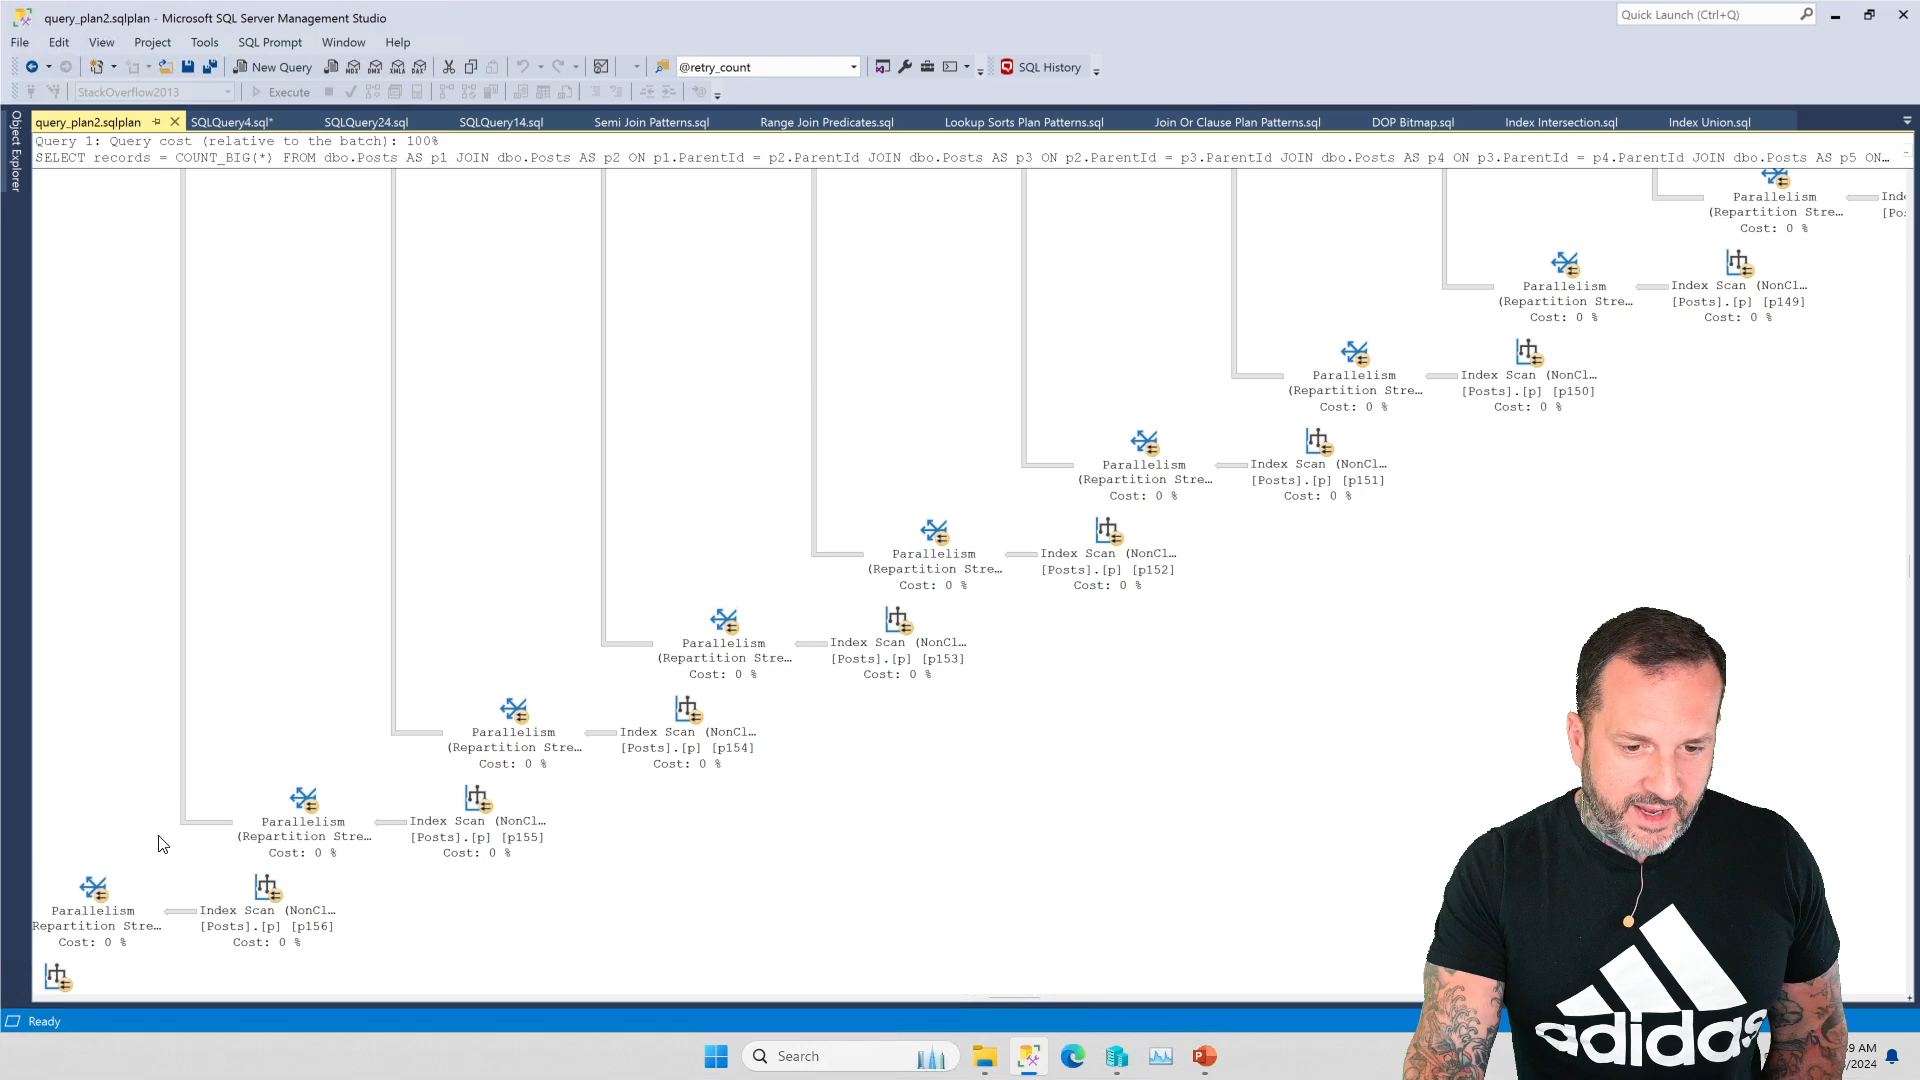 query_plan2.sqlplan - Microsoft SQL Server Management Studio
Quick Launch (Ctrl+Q)
File Edit View Project Tools SQL Prompt Window Help
New Query
@retry_count
SQL History
StackOverflow2013
Execute
Object Explorer
query_plan2.sqlplan
SQLQuery4.sql*
SQLQuery24.sql
SQLQuery14.sql
Semi Join Patterns.sql
Range Join Predicates.sql
Lookup Sorts Plan Patterns.sql
Join Or Clause Plan Patterns.sql
DOP Bitmap.sql
Index Intersection.sql
Index Union.sql
Query 1: Query cost (relative to the batch): 100%
SELECT records = COUNT_BIG(*) FROM dbo.Posts AS p1 JOIN dbo.Posts AS p2 ON p1.ParentId = p2.ParentId JOIN dbo.Posts AS p3 ON p2.ParentId = p3.ParentId JOIN dbo.Posts AS p4 ON p3.ParentId = p4.ParentId JOIN dbo.Posts AS p5 ON…
Parallelism
(Repartition Stre…
Cost: 0 %
Parallelism
(Repartition Stre…
Cost: 0 %
Index Scan (NonCl…
[Posts].[p] [p149]
Cost: 0 %
Parallelism
(Repartition Stre…
Cost: 0 %
Index Scan (NonCl…
[Posts].[p] [p150]
Cost: 0 %
Parallelism
(Repartition Stre…
Cost: 0 %
Index Scan (NonCl…
[Posts].[p] [p151]
Cost: 0 %
Parallelism
(Repartition Stre…
Cost: 0 %
Index Scan (NonCl…
[Posts].[p] [p152]
Cost: 0 %
Parallelism
(Repartition Stre…
Cost: 0 %
Index Scan (NonCl…
[Posts].[p] [p153]
Cost: 0 %
Parallelism
(Repartition Stre…
Cost: 0 %
Index Scan (NonCl…
[Posts].[p] [p154]
Cost: 0 %
Parallelism
(Repartition Stre…
Cost: 0 %
Index Scan (NonCl…
[Posts].[p] [p155]
Cost: 0 %
Parallelism
Repartition Stre…
Cost: 0 %
Index Scan (NonCl…
[Posts].[p] [p156]
Cost: 0 %
adidas
Ready
Search
9 AM
/2024